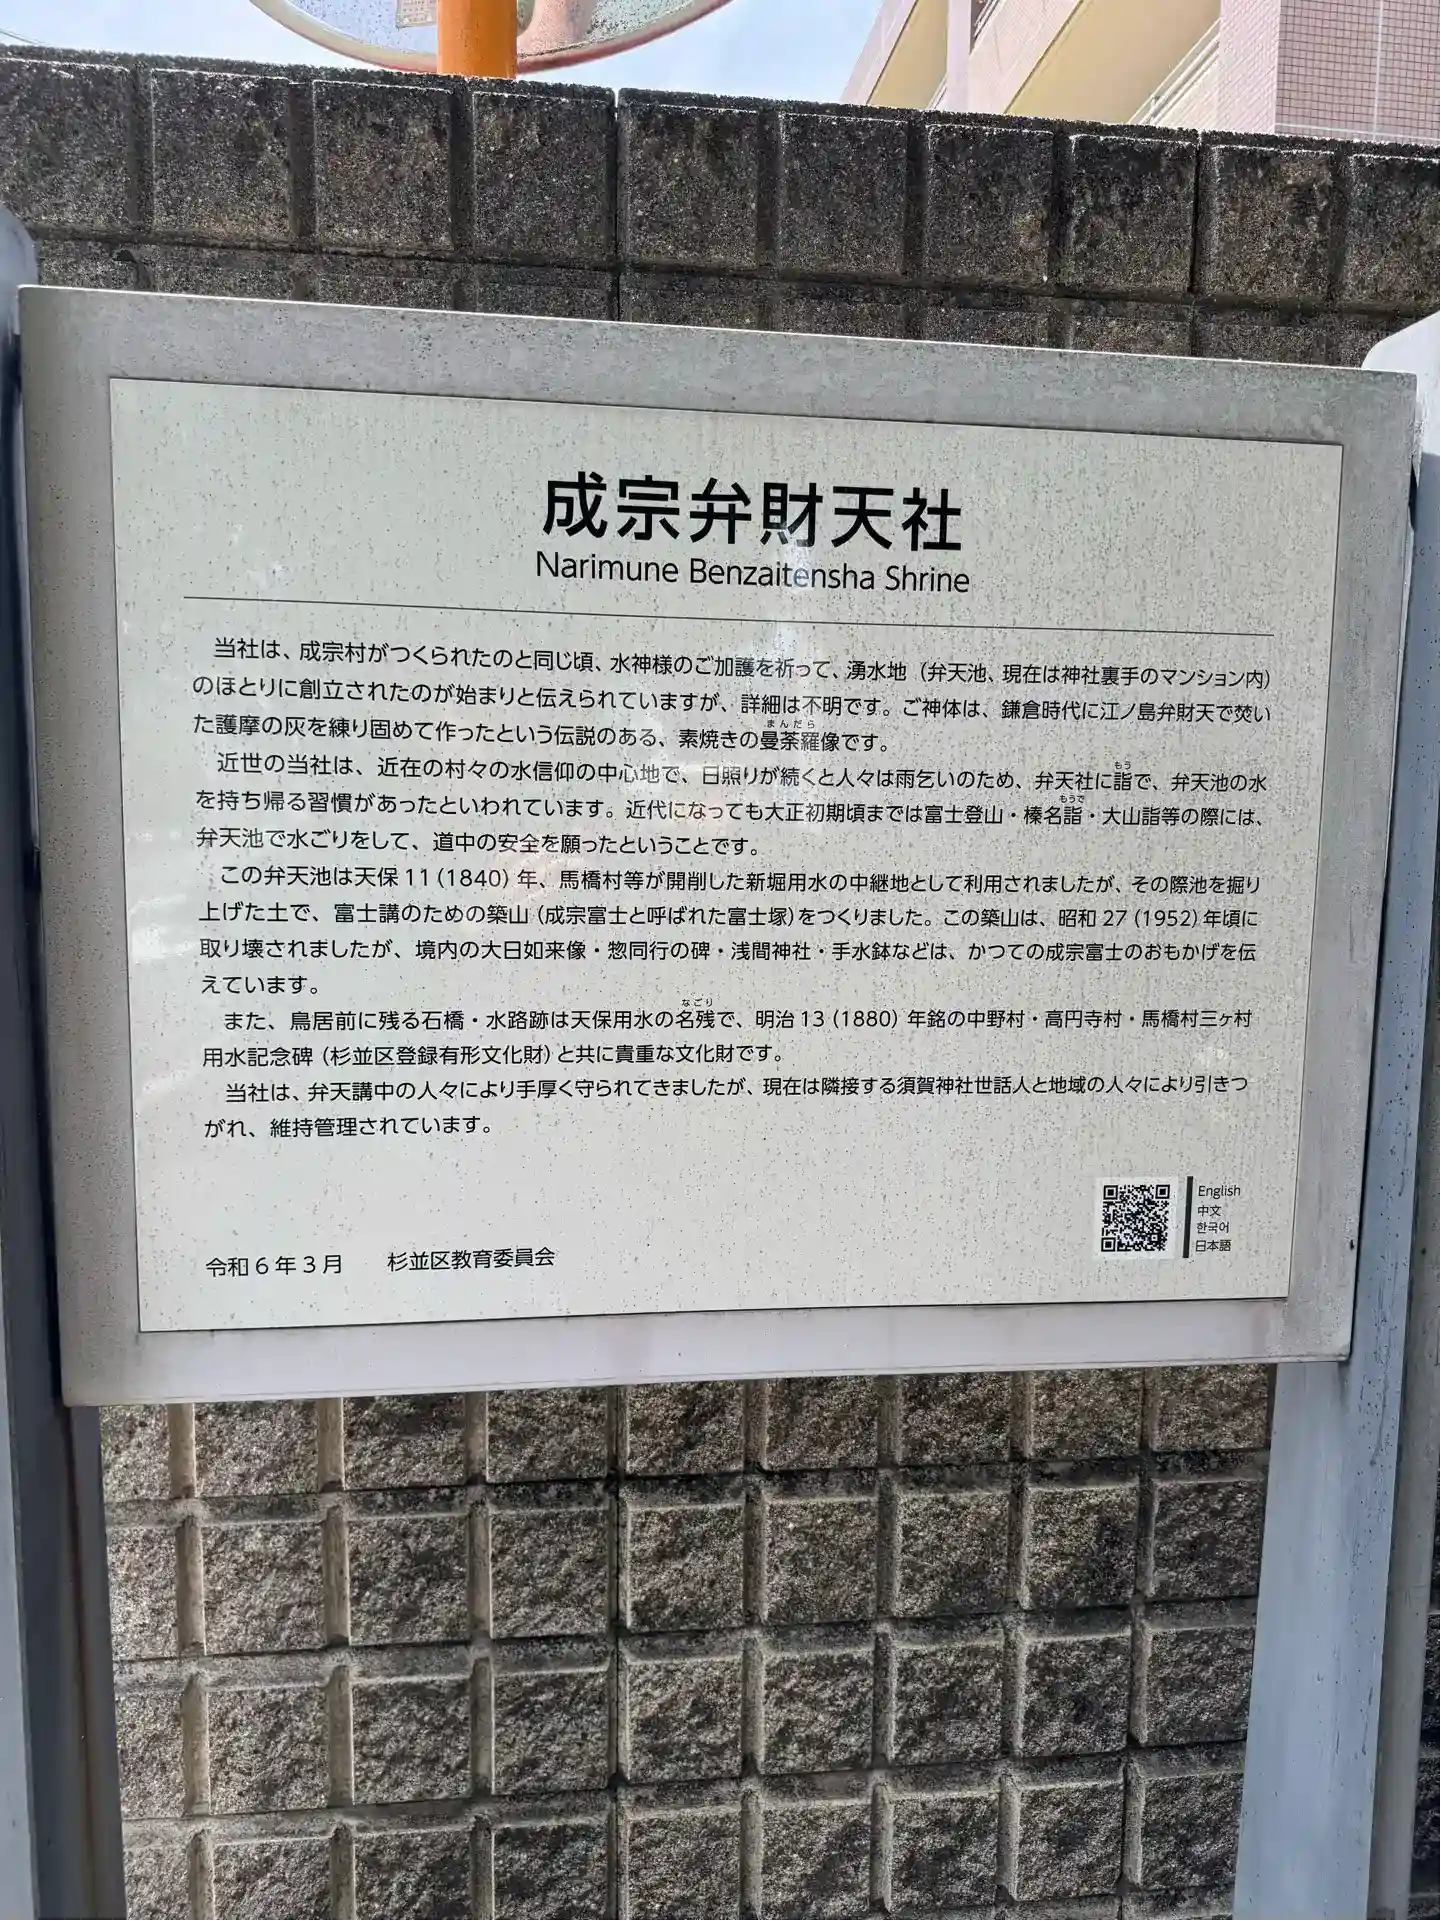 成宗弁財天社
Narimune Benzaitensha Shrine
当社は、成宗村がつくられたのと同じ頃、水神様のご加護を祈って、湧水地（弁天池、現在は神社裏手のマンション内）
のほとりに創立されたのが始まりと伝えられていますが、詳細は不明です。ご神体は、鎌倉時代に江ノ島弁財天で焚い
た護摩の灰を練り固めて作ったという伝説のある、素焼きの曼荼羅像です。
まんだら
近世の当社は、近在の村々の水信仰の中心地で、日照りが続くと人々は雨乞いのため、弁天社に詣で、弁天池の水
もう
を持ち帰る習慣があったといわれています。近代になっても大正初期頃までは富士登山・榛名詣・大山詣等の際には、
もうで
弁天池で水ごりをして、道中の安全を願ったということです。
この弁天池は天保11（1840）年、馬橋村等が開削した新堀用水の中継地として利用されましたが、その際池を掘り
上げた土で、富士講のための築山（成宗富士と呼ばれた富士塚）をつくりました。この築山は、昭和27（1952）年頃に
取り壊されましたが、境内の大日如来像・惣同行の碑・浅間神社・手水鉢などは、かつての成宗富士のおもかげを伝
えています。
また、鳥居前に残る石橋・水路跡は天保用水の名残で、明治13（1880）年銘の中野村・高円寺村・馬橋村三ヶ村
なごり
用水記念碑（杉並区登録有形文化財）と共に貴重な文化財です。
当社は、弁天講中の人々により手厚く守られてきましたが、現在は隣接する須賀神社世話人と地域の人々により引きつ
がれ、維持管理されています。
令和6年3月　杉並区教育委員会
English
中文
한국어
日本語